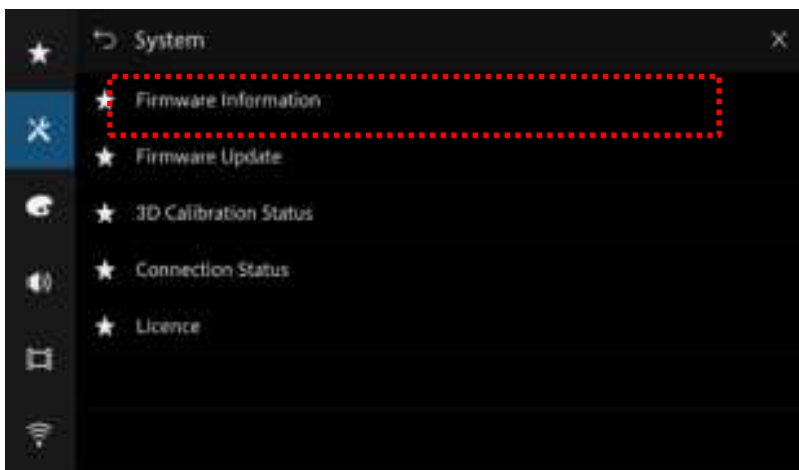 System
Firmware Information
Firmware Update
3D Calibration Status
Connection Status
Licence